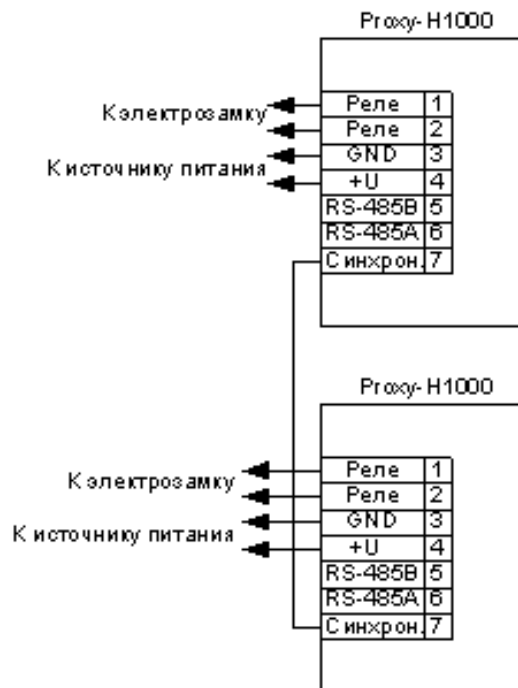 Proxy-H1000
К электрозамку
Реле 1
Реле 2
К источнику питания
GND 3
+U 4
RS-485B 5
RS-485A 6
Синхрон. 7
Proxy-H1000
К электрозамку
Реле 1
Реле 2
К источнику питания
GND 3
+U 4
RS-485B 5
RS-485A 6
Синхрон. 7